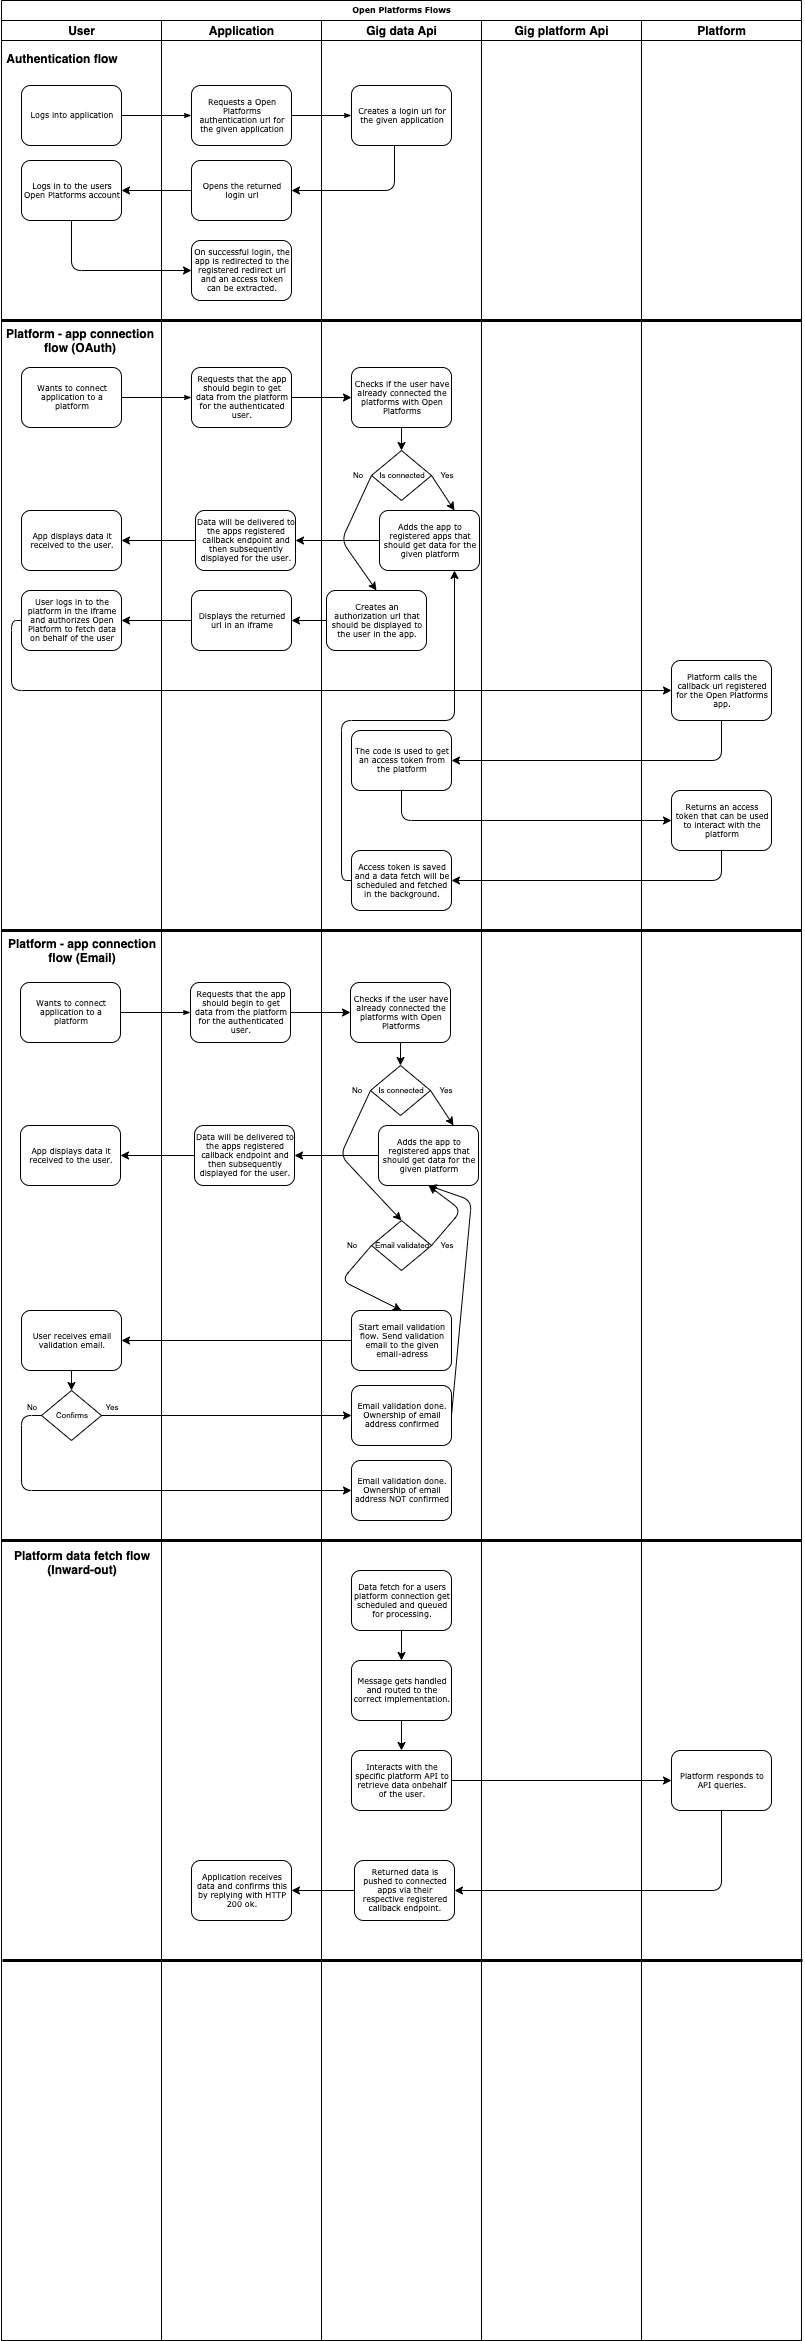 Open Platforms Flows
User
Application
Gig data Api
Gig platform Api
Platform
Authentication flow
Logs into application
Requests a Open
Platforms
authentication url for
the given application
Creates a login url for
the given application
Logs in to the users
Open Platforms account
Opens the returned
login url
On successful login, the
app is redirected to the
registered redirect url
and an access token
can be extracted.
Platform - app connection
flow (OAuth)
Wants to connect
application to a
platform
Requests that the app
should begin to get
data from the platform
for the authenticated
user.
Checks if the user have
already connected the
platforms with Open
Platforms
No
Is connected
Yes
App displays data it
received to the user.
Data will be delivered to
the apps registered
callback endpoint and
then subsequently
displayed for the user.
Adds the app to
registered apps that
should get data for the
given platform
User logs in to the
platform in the iframe
and authorizes Open
Platform to fetch data
on behalf of the user
Displays the returned
url in an iframe
Creates an
authorization url that
should be displayed to
the user in the app.
Platform calls the
callback url registered
for the Open Platforms
app.
The code is used to get
an access token from
the platform
Returns an access
token that can be used
to interact with the
platform
Access token is saved
and a data fetch will be
scheduled and fetched
in the background.
Platform - app connection
flow (Email)
Wants to connect
application to a
platform
Requests that the app
should begin to get
data from the platform
for the authenticated
user.
Checks if the user have
already connected the
platforms with Open
Platforms
No
Is connected
Yes
App displays data it
received to the user.
Data will be delivered to
the apps registered
callback endpoint and
then subsequently
displayed for the user.
Adds the app to
registered apps that
should get data for the
given platform
No
Email validated
Yes
User receives email
validation email.
Start email validation
flow. Send validation
email to the given
email-adress
No
Confirms
Yes
Email validation done.
Ownership of email
address confirmed
Email validation done.
Ownership of email
address NOT confirmed
Platform data fetch flow
(Inward-out)
Data fetch for a users
platform connection get
scheduled and queued
for processing.
Message gets handled
and routed to the
correct implementation.
Interacts with the
specific platform API to
retrieve data onbehalf
of the user.
Platform responds to
API queries.
Application receives
data and confirms this
by replying with HTTP
200 ok.
Returned data is
pushed to connected
apps via their
respective registered
callback endpoint.